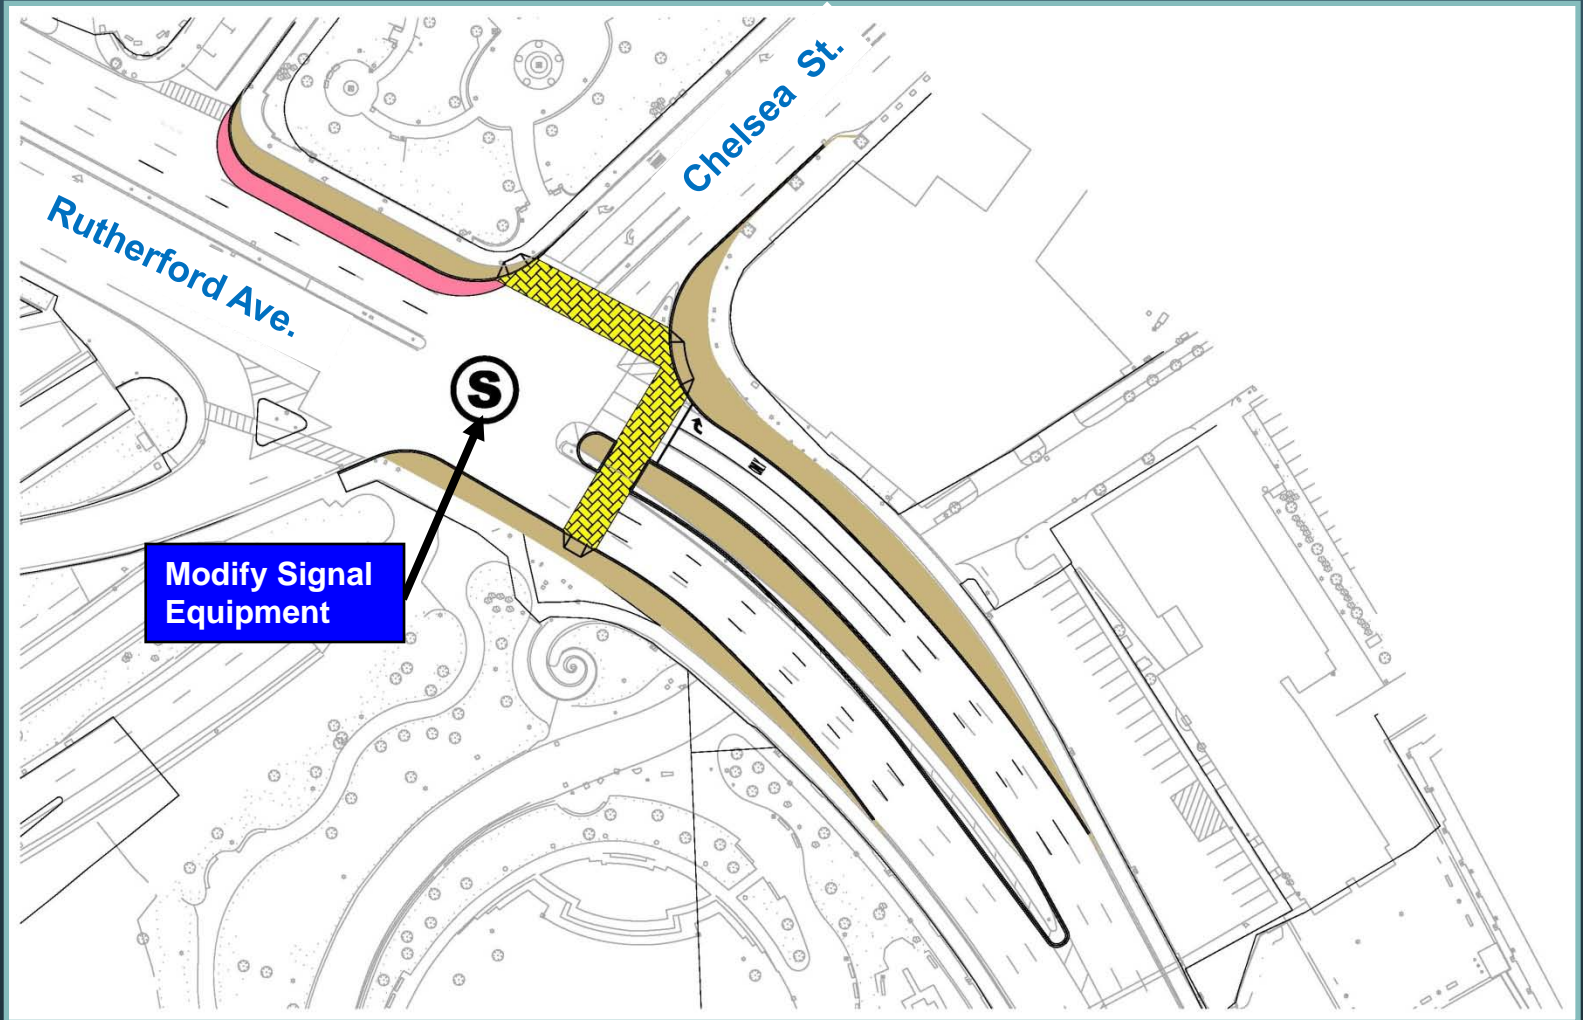 Chelsea St.
Rutherford Ave.
S
Modify Signal
Equipment